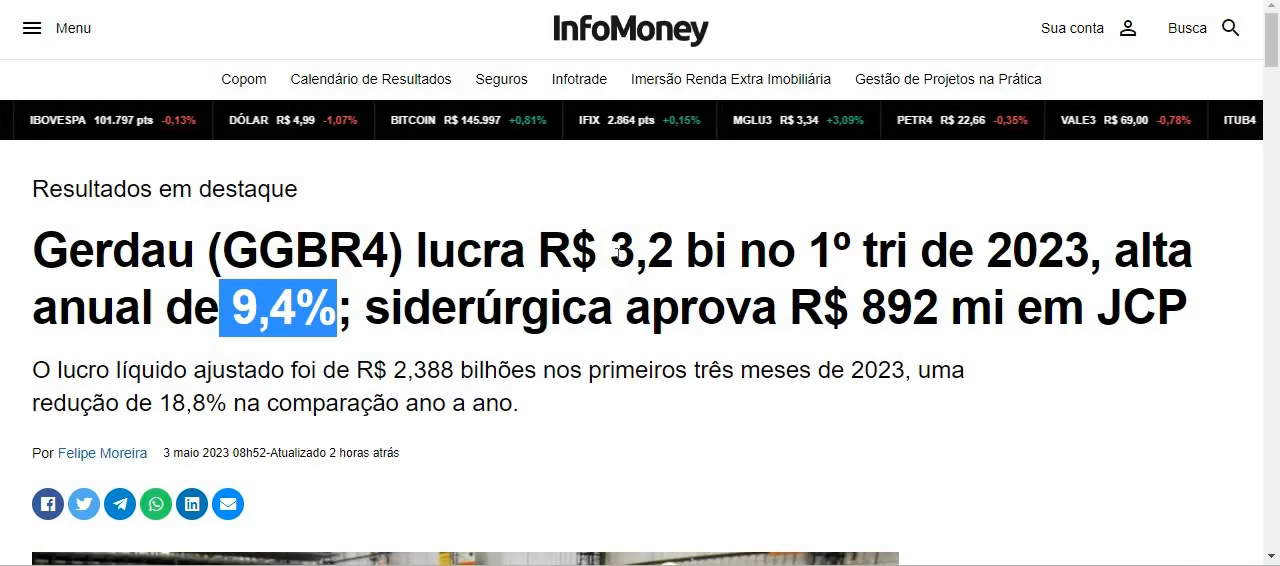 Menu InfoMoney Sua conta Busca
Copom Calendário de Resultados Seguros Infotrade Imersão Renda Extra Imobiliária Gestão de Projetos na Prática
IBOVESPA 101.797 pts -0,13% DÓLAR R$ 4,99 -1,07% BITCOIN R$ 145.997 +0,81% IFIX 2.864 pts +0,15% MGLU3 R$ 3,34 +3,09% PETR4 R$ 22,66 -0,35% VALE3 R$ 69,00 -0,78% ITUB4
Resultados em destaque
Gerdau (GGBR4) lucra R$ 3,2 bi no 1º tri de 2023, alta
anual de 9,4%; siderúrgica aprova R$ 892 mi em JCP
O lucro líquido ajustado foi de R$ 2,388 bilhões nos primeiros três meses de 2023, uma
redução de 18,8% na comparação ano a ano.
Por Felipe Moreira 3 maio 2023 08h52-Atualizado 2 horas atrás